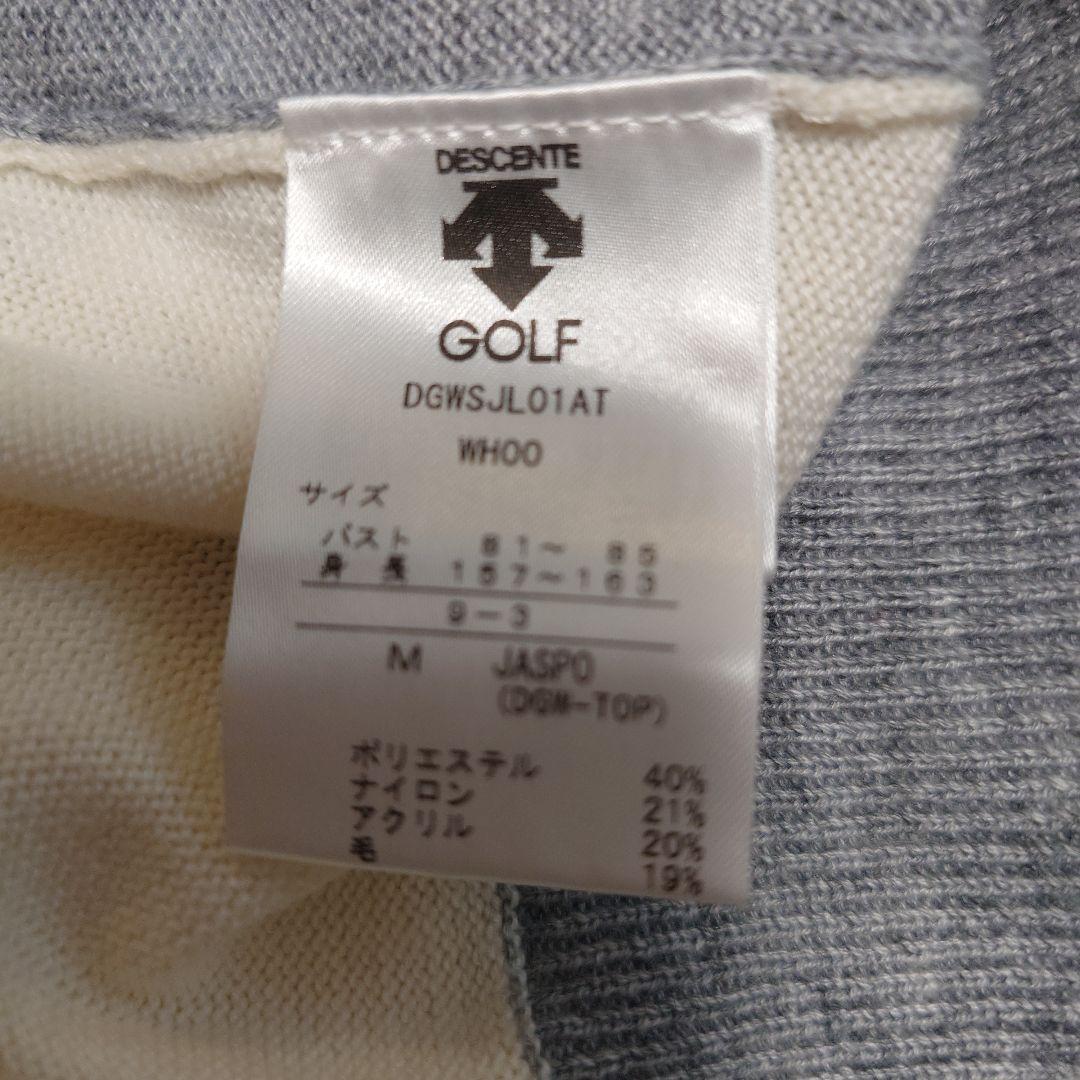 DESCENTE
GOLF
DGWSJL01AT
WH00
サイズ
バスト 81〜 85
身長 157〜163
9-3
M JASPO
(DGW-TOP)
ポリエステル 40%
ナイロン 21%
アクリル 20%
毛 19%